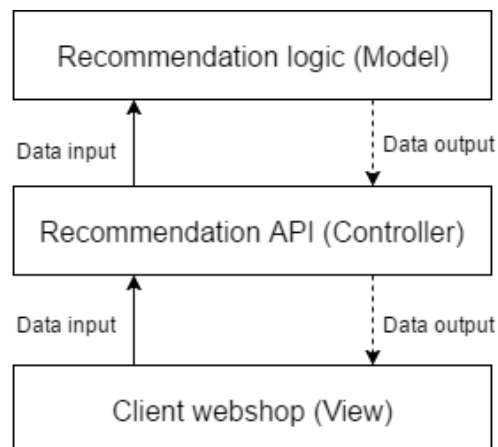 Recommendation logic (Model)
Data input
Data output
Recommendation API (Controller)
Data input
Data output
Client webshop (View)